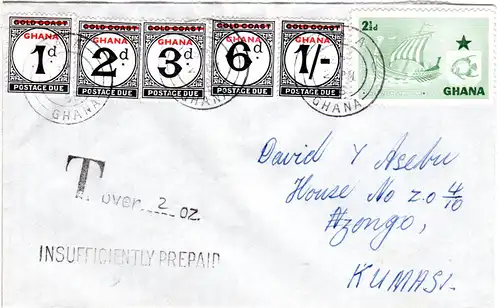 GOLD COAST GOLD COAST GOLD COAST GOLD COAST GOLD COAST
GHANA GHANA GHANA GHANA GHANA
1d 2d 3d 6d 1/-
POSTAGE DUE POSTAGE DUE POSTAGE DUE POSTAGE DUE POSTAGE DUE
2½d
GHANA
GHANA GHANA GHANA
David Y Asebu
House No Z.0 4/10
Azongo,
KUMASI.
T over 2 oz.
INSUFFICIENTLY PREPAID